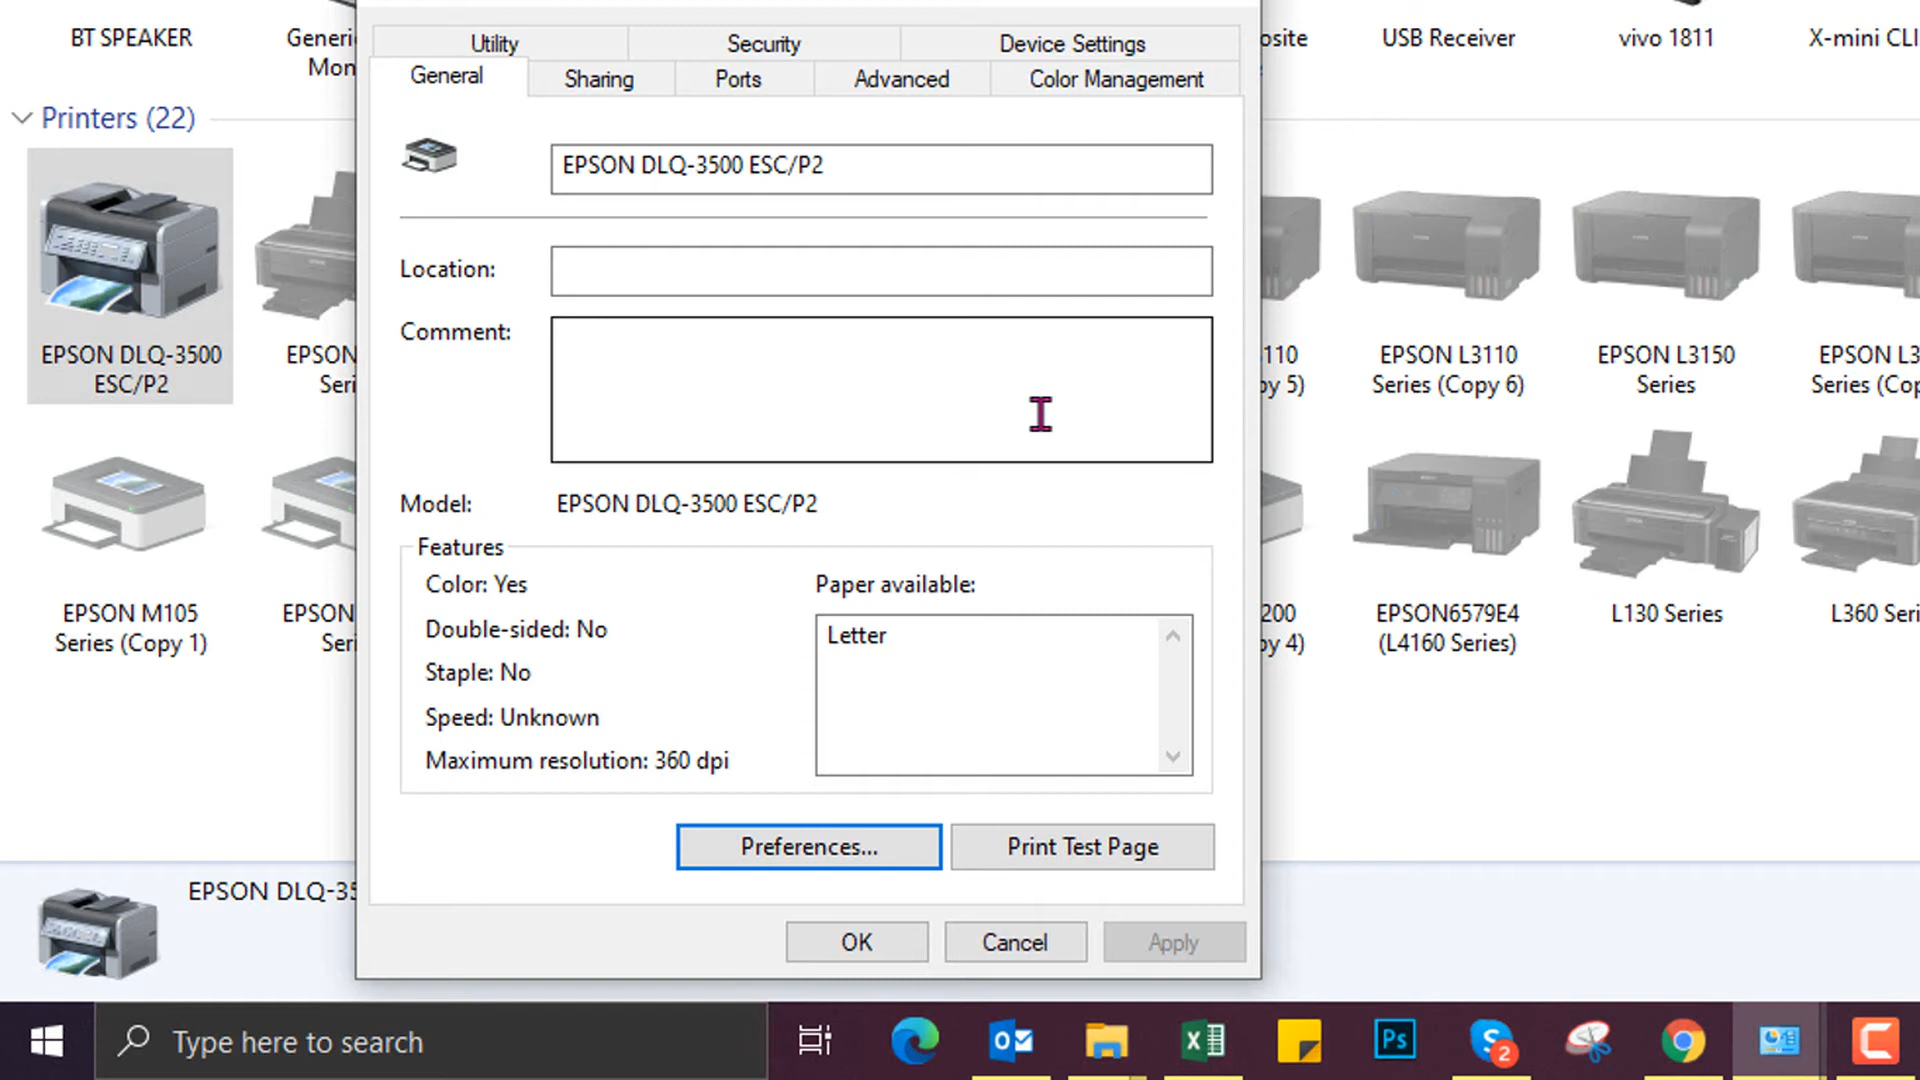 BT SPEAKER
Generi
Mon
osite
USB Receiver
vivo 1811
X-mini CLI
Printers (22)
Utility
Security
Device Settings
General
Sharing
Ports
Advanced
Color Management
EPSON DLQ-3500 ESC/P2
Location:
Comment:
Model:
EPSON DLQ-3500 ESC/P2
Features
Color: Yes
Double-sided: No
Staple: No
Speed: Unknown
Maximum resolution: 360 dpi
Paper available:
Letter
Preferences...
Print Test Page
OK
Cancel
Apply
EPSON DLQ-3500
ESC/P2
EPSON
Seri
110
py 5)
EPSON L3110
Series (Copy 6)
EPSON L3150
Series
EPSON L3
Series (Cop
EPSON M105
Series (Copy 1)
EPSON
Seri
200
py 4)
EPSON6579E4
(L4160 Series)
L130 Series
L360 Seri
EPSON DLQ-35
Type here to search
Ps
2